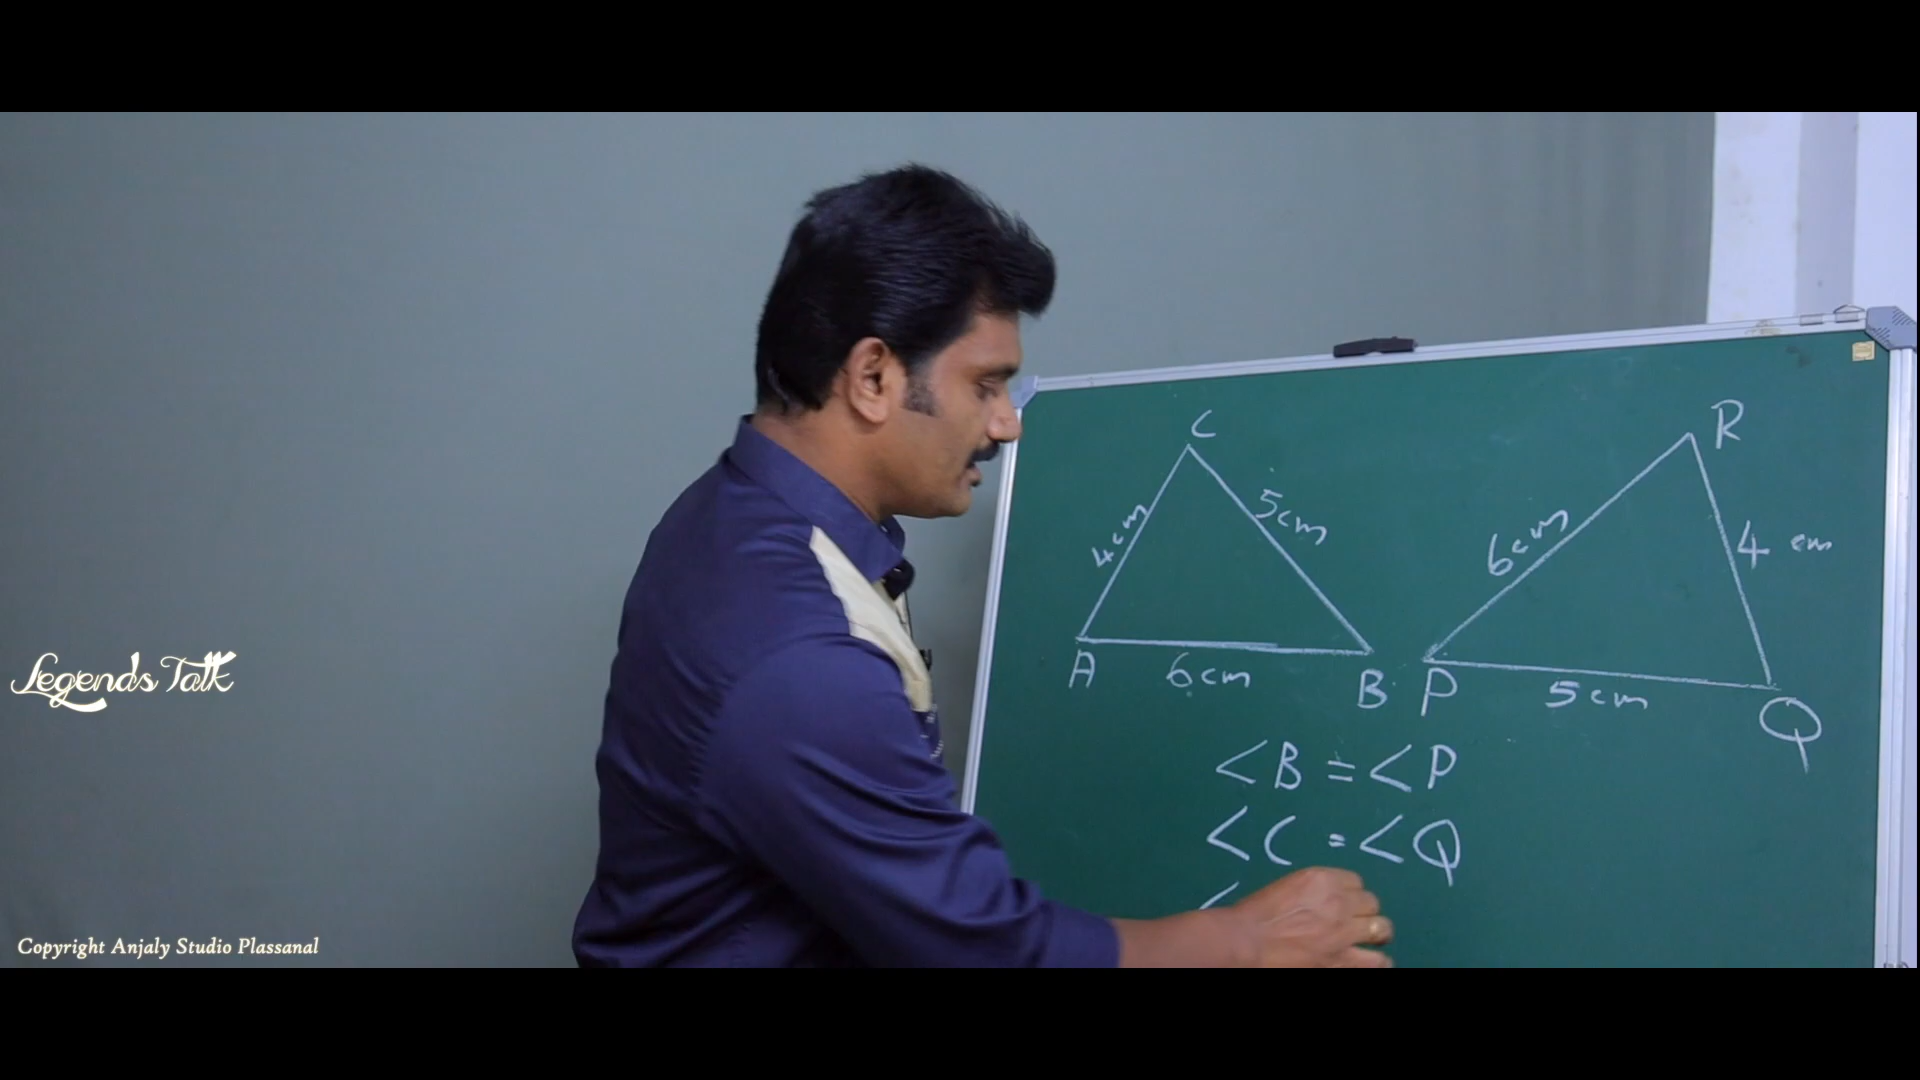 C
R
4cm
5cm
6cm
4 cm
A
6cm
B
P
5cm
Q
<B = <P
<C = <Q
<
Legends Talk
Copyright Anjaly Studio Plassanal